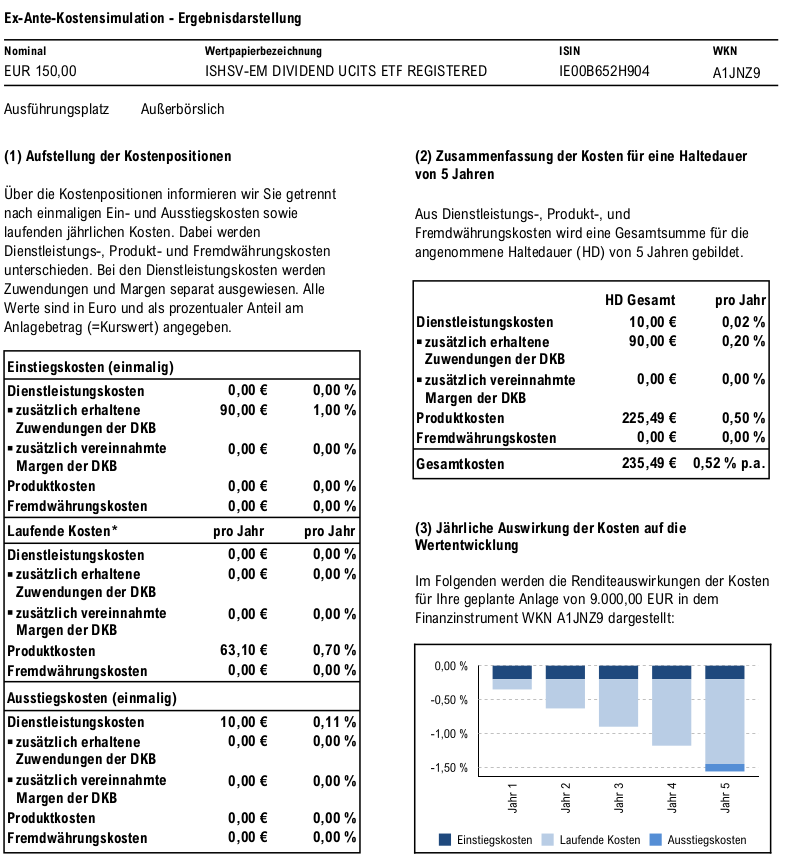 Ex-Ante-Kostensimulation - Ergebnisdarstellung
Nominal Wertpapierbezeichnung ISIN WKN
EUR 150,00 ISHSV-EM DIVIDEND UCITS ETF REGISTERED IE00B652H904 A1JNZ9
Ausführungsplatz Außerbörslich
(1) Aufstellung der Kostenpositionen
Über die Kostenpositionen informieren wir Sie getrennt
nach einmaligen Ein- und Ausstiegskosten sowie
laufenden jährlichen Kosten. Dabei werden
Dienstleistungs-, Produkt- und Fremdwährungskosten
unterschieden. Bei den Dienstleistungskosten werden
Zuwendungen und Margen separat ausgewiesen. Alle
Werte sind in Euro und als prozentualer Anteil am
Anlagebetrag (=Kurswert) angegeben.
Einstiegskosten (einmalig)
Dienstleistungskosten 0,00 € 0,00 %
▪ zusätzlich erhaltene 90,00 € 1,00 %
Zuwendungen der DKB
▪ zusätzlich vereinnahmte 0,00 € 0,00 %
Margen der DKB
Produktkosten 0,00 € 0,00 %
Fremdwährungskosten 0,00 € 0,00 %
Laufende Kosten* pro Jahr pro Jahr
Dienstleistungskosten 0,00 € 0,00 %
▪ zusätzlich erhaltene 0,00 € 0,00 %
Zuwendungen der DKB
▪ zusätzlich vereinnahmte 0,00 € 0,00 %
Margen der DKB
Produktkosten 63,10 € 0,70 %
Fremdwährungskosten 0,00 € 0,00 %
Ausstiegskosten (einmalig)
Dienstleistungskosten 10,00 € 0,11 %
▪ zusätzlich erhaltene 0,00 € 0,00 %
Zuwendungen der DKB
▪ zusätzlich vereinnahmte 0,00 € 0,00 %
Margen der DKB
Produktkosten 0,00 € 0,00 %
Fremdwährungskosten 0,00 € 0,00 %
(2) Zusammenfassung der Kosten für eine Haltedauer
von 5 Jahren
Aus Dienstleistungs-, Produkt-, und
Fremdwährungskosten wird eine Gesamtsumme für die
angenommene Haltedauer (HD) von 5 Jahren gebildet.
HD Gesamt pro Jahr
Dienstleistungskosten 10,00 € 0,02 %
▪ zusätzlich erhaltene 90,00 € 0,20 %
Zuwendungen der DKB
▪ zusätzlich vereinnahmte 0,00 € 0,00 %
Margen der DKB
Produktkosten 225,49 € 0,50 %
Fremdwährungskosten 0,00 € 0,00 %
Gesamtkosten 235,49 € 0,52 % p.a.
(3) Jährliche Auswirkung der Kosten auf die
Wertentwicklung
Im Folgenden werden die Renditeauswirkungen der Kosten
für Ihre geplante Anlage von 9.000,00 EUR in dem
Finanzinstrument WKN A1JNZ9 dargestellt:
0,00 %
-0,50 %
-1,00 %
-1,50 %
Jahr 1 Jahr 2 Jahr 3 Jahr 4 Jahr 5
Einstiegskosten Laufende Kosten Ausstiegskosten